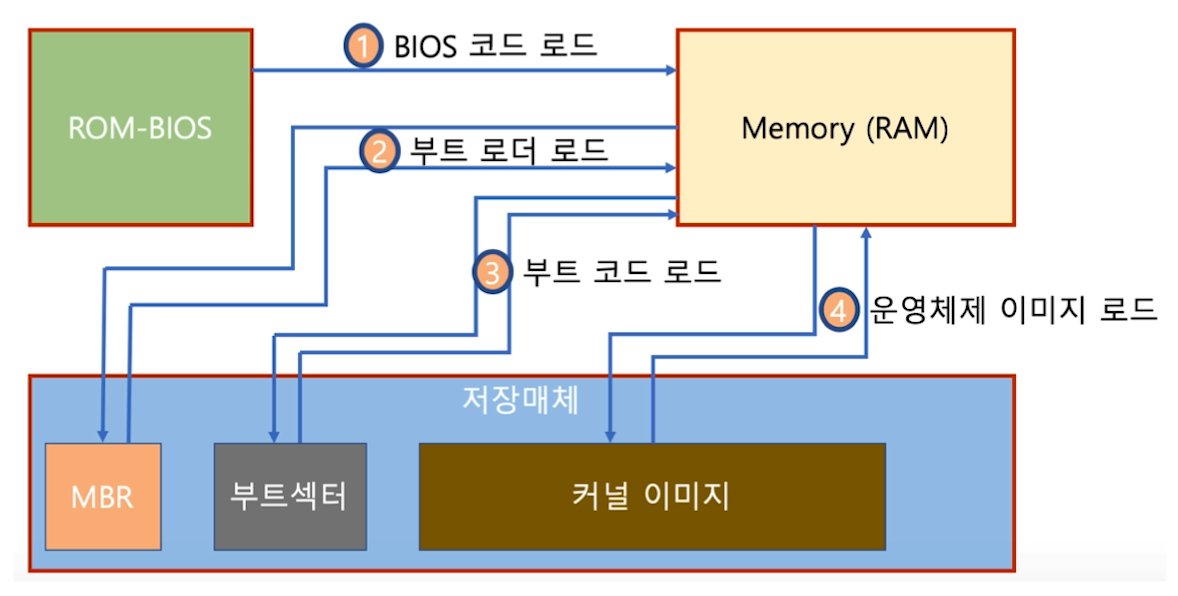 1 BIOS 코드 로드
ROM-BIOS
Memory (RAM)
2 부트 로더 로드
3 부트 코드 로드
4 운영체제 이미지 로드
저장매체
MBR
부트섹터
커널 이미지